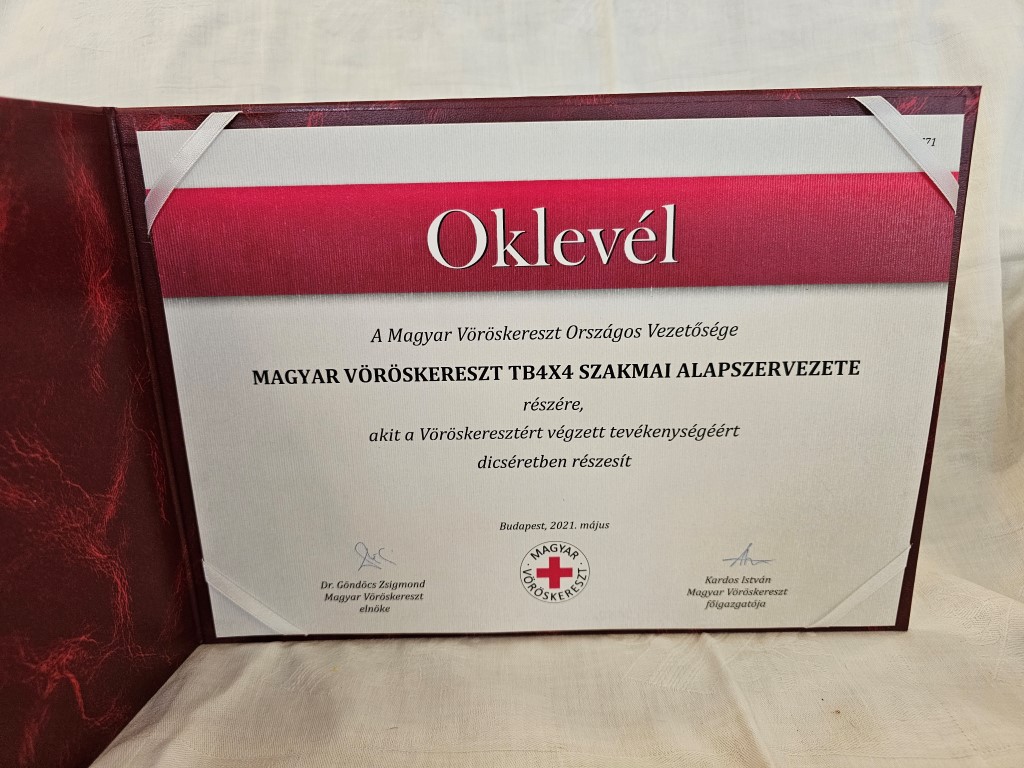 71
Oklevél
A Magyar Vöröskereszt Országos Vezetősége
MAGYAR VÖRÖSKERESZT TB4X4 SZAKMAI ALAPSZERVEZETE
részére,
akit a Vöröskeresztért végzett tevékenységéért
dicséretben részesít
Budapest, 2021. május
MAGYAR
VÖRÖSKERESZT
Dr. Göndöcs Zsigmond
Magyar Vöröskereszt
elnöke
Kardos István
Magyar Vöröskereszt
főigazgatója